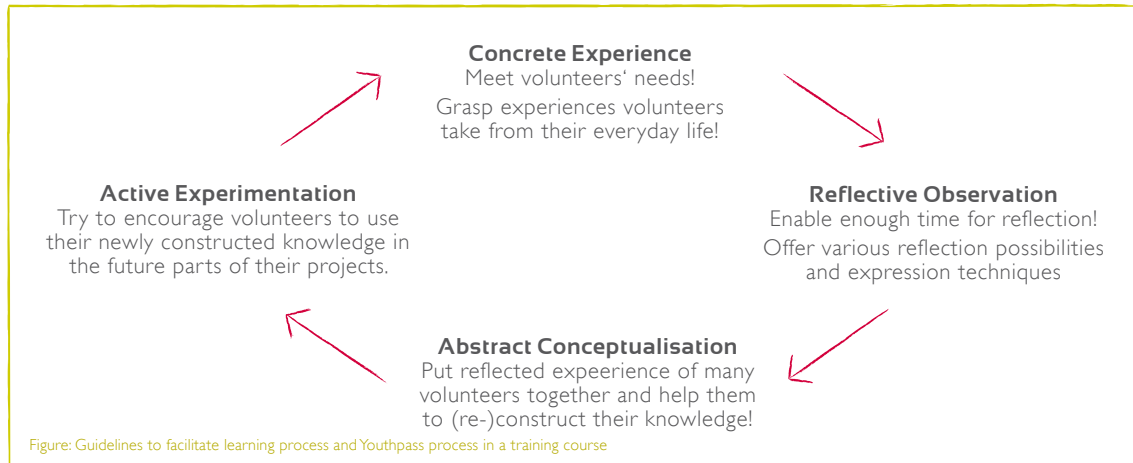 Concrete Experience
Meet volunteers‘ needs!
Grasp experiences volunteers
take from their everyday life!
Reflective Observation
Enable enough time for reflection!
Offer various reflection possibilities
and expression techniques
Abstract Conceptualisation
Put reflected expeerience of many
volunteers together and help them
to (re-)construct their knowledge!
Active Experimentation
Try to encourage volunteers to use
their newly constructed knowledge in
the future parts of their projects.
Figure: Guidelines to facilitate learning process and Youthpass process in a training course